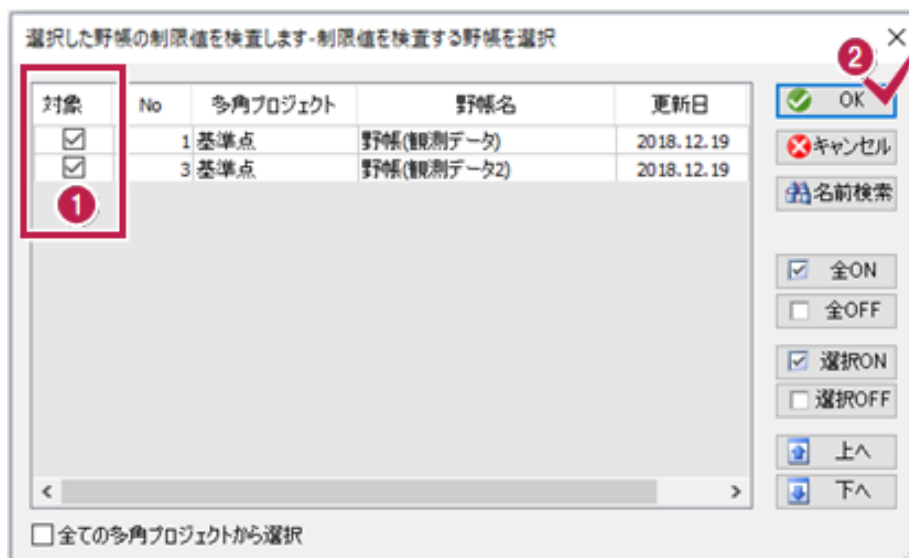 選択した野帳の制限値を検査します-制限値を検査する野帳を選択
2
対象 No 多角プロジェクト 野帳名 更新日
1 基準点 野帳(観測データ) 2018.12.19
3 基準点 野帳(観測データ2) 2018.12.19
1
OK
キャンセル
名前検索
全ON
全OFF
選択ON
選択OFF
上へ
下へ
全ての多角プロジェクトから選択